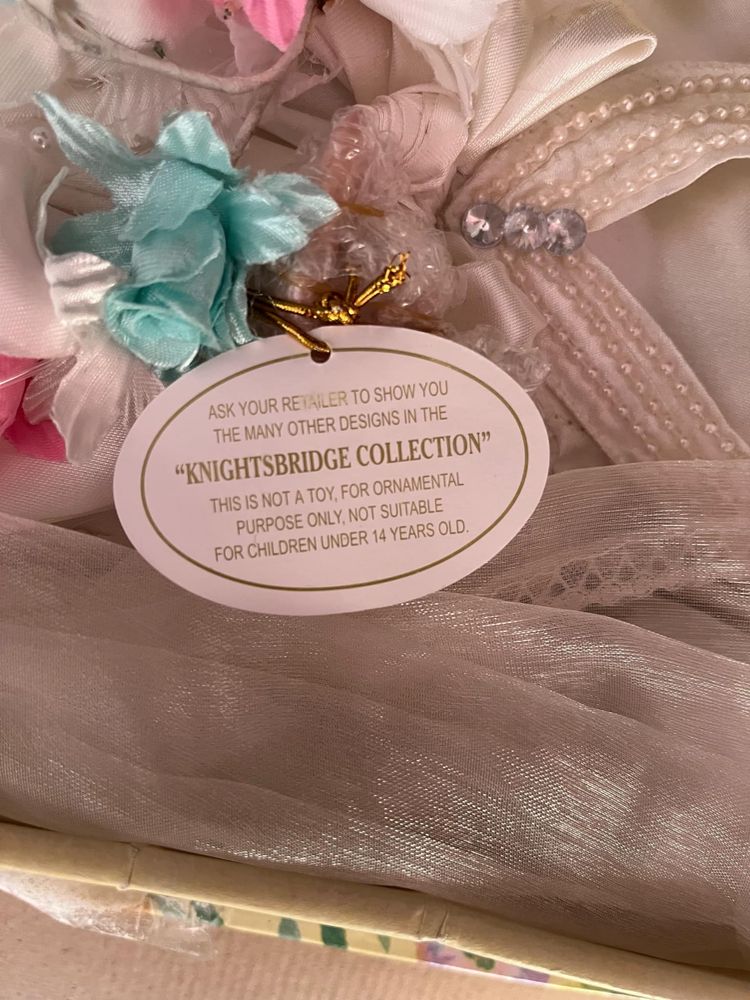 ASK YOUR RETAILER TO SHOW YOU
THE MANY OTHER DESIGNS IN THE
“KNIGHTSBRIDGE COLLECTION”
THIS IS NOT A TOY, FOR ORNAMENTAL
PURPOSE ONLY, NOT SUITABLE
FOR CHILDREN UNDER 14 YEARS OLD.